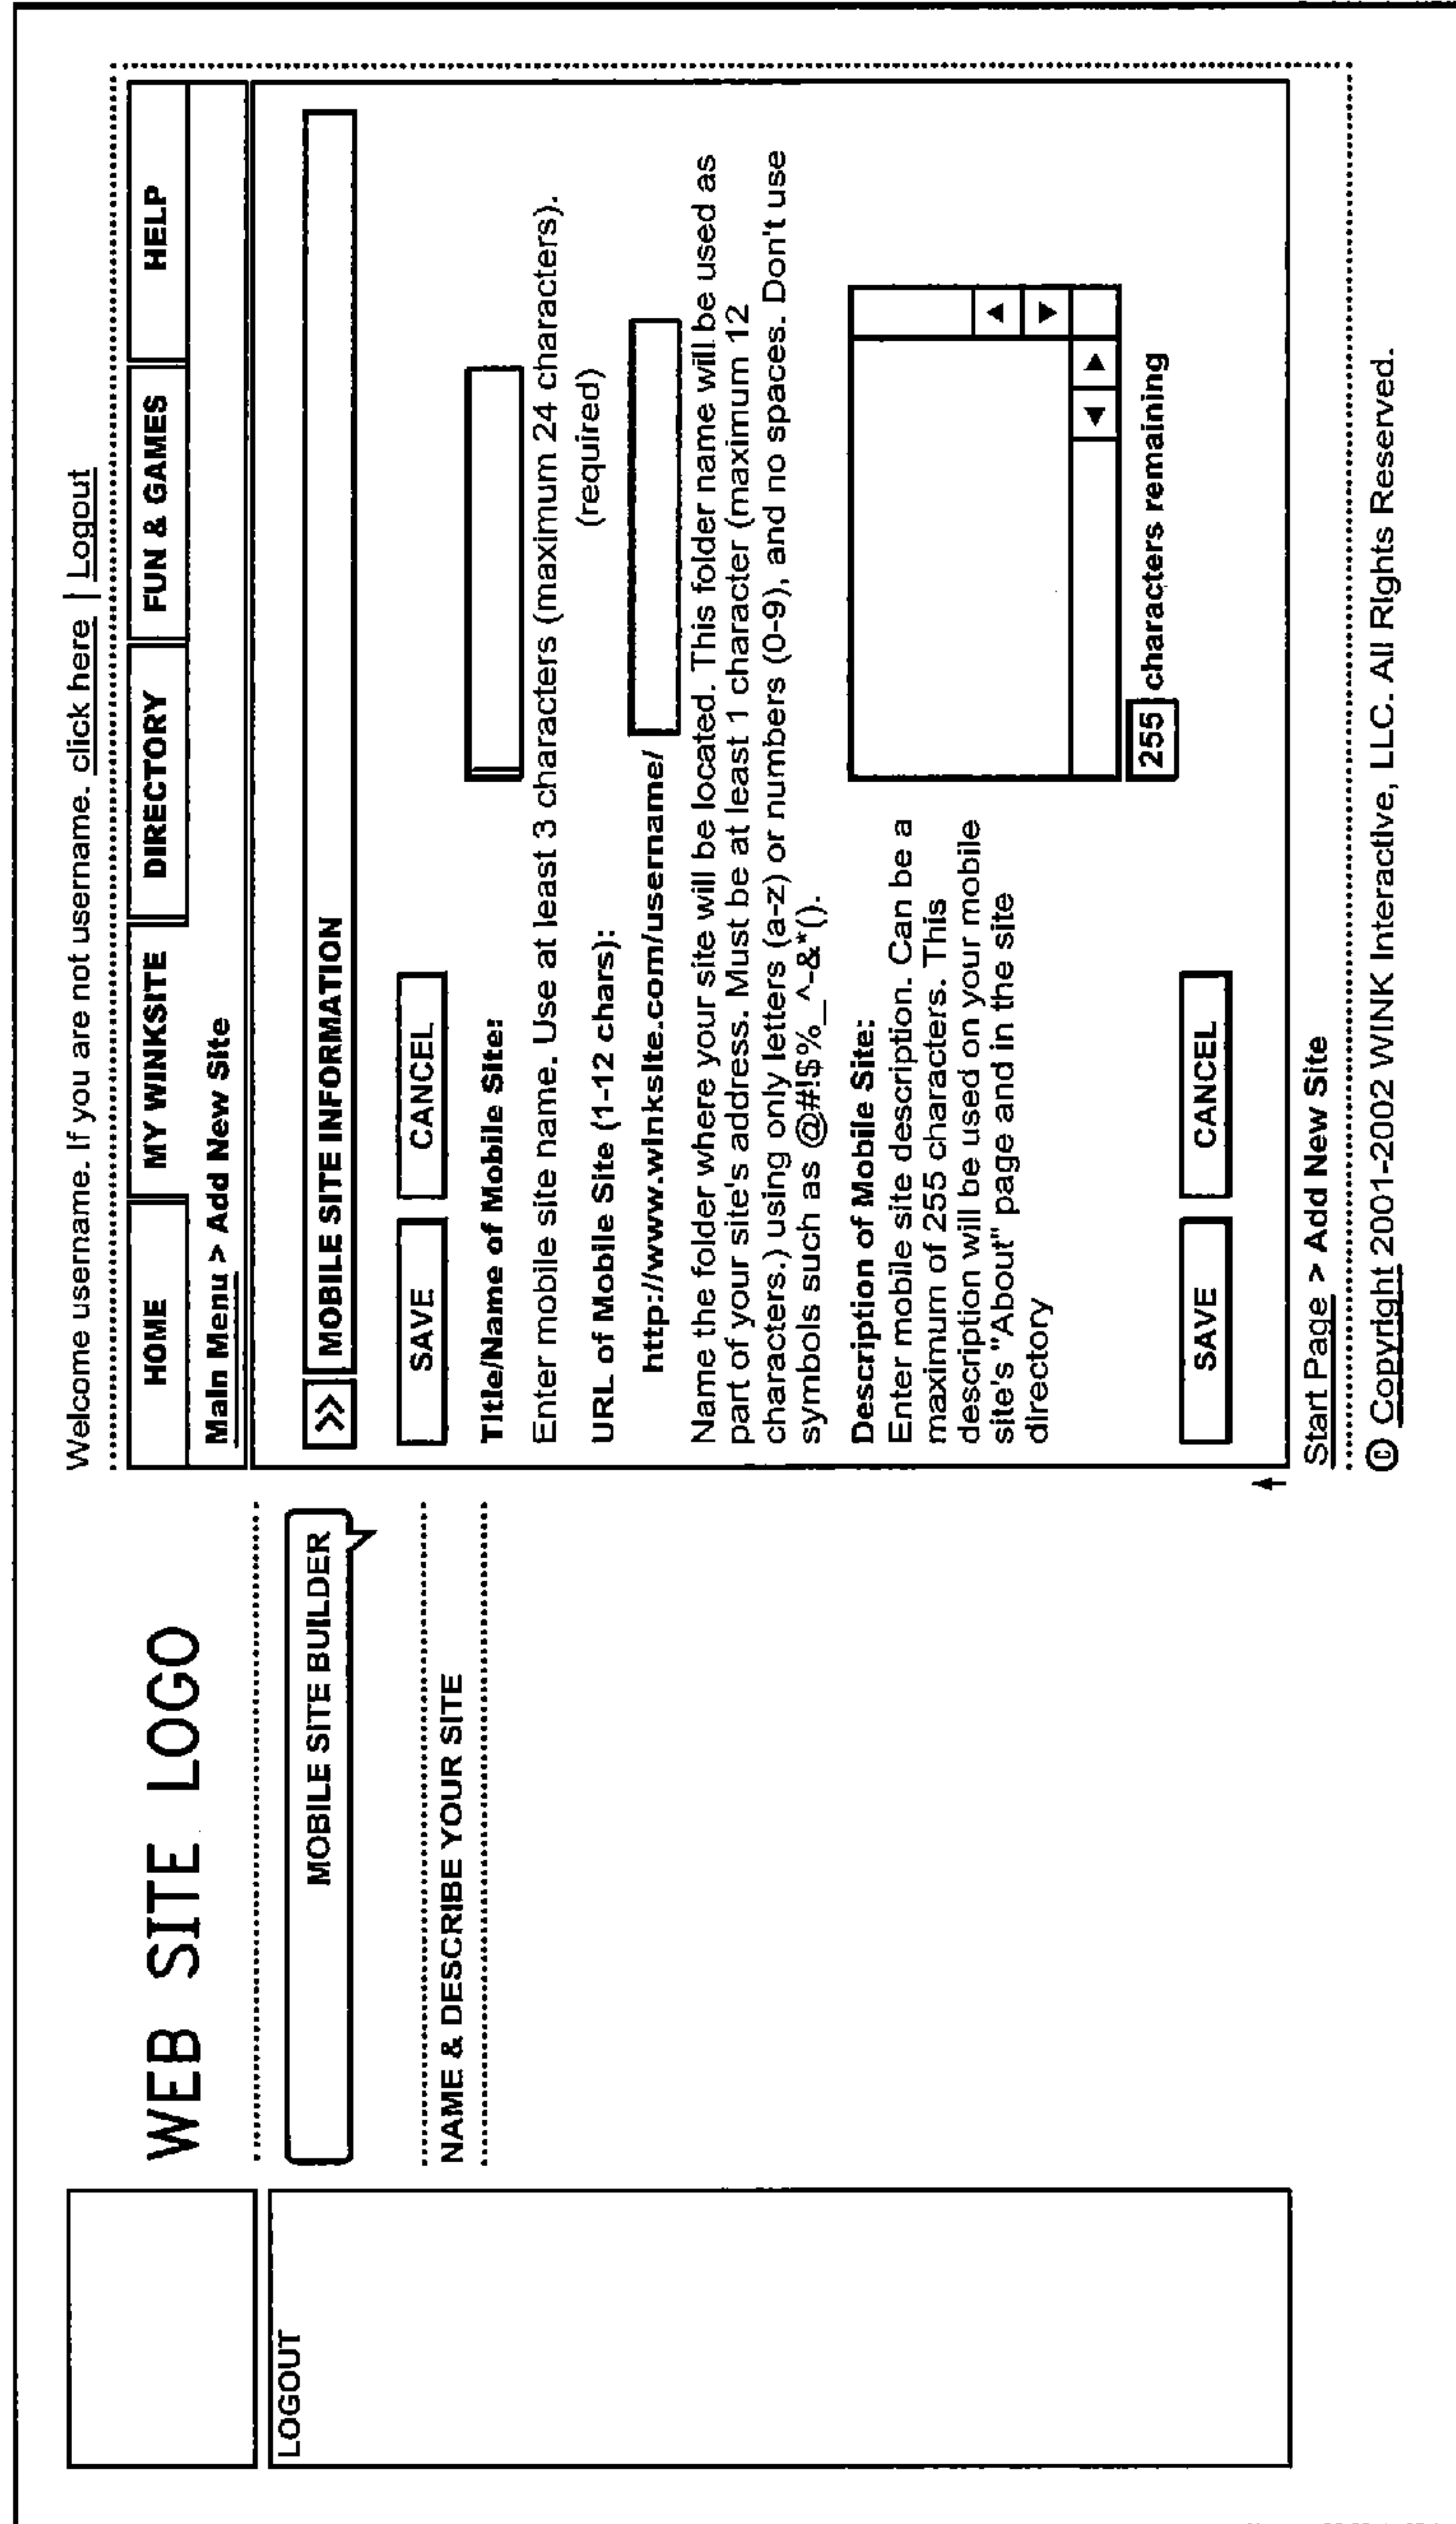 Welcome username. If you are not username. click here | Logout
WEB SITE LOGO
HOME
MY WINKSITE
DIRECTORY
FUN & GAMES
HELP
Main Menu > Add New Site
LOGOUT
MOBILE SITE BUILDER
NAME & DESCRIBE YOUR SITE
>> MOBILE SITE INFORMATION
SAVE CANCEL
Title/Name of Mobile Site:
Enter mobile site name. Use at least 3 characters (maximum 24 characters).
(required)
URL of Mobile Site (1-12 chars):
http://www.winksite.com/username/
Name the folder where your site will be located. This folder name will be used as
part of your site's address. Must be at least 1 character (maximum 12
characters.) using only letters (a-z) or numbers (0-9), and no spaces. Don't use
symbols such as @#!$%_^-&*().
Description of Mobile Site:
Enter mobile site description. Can be a
maximum of 255 characters. This
description will be used on your mobile
site's "About" page and in the site
directory
255 characters remaining
SAVE CANCEL
Start Page > Add New Site
© Copyright 2001-2002 WINK Interactive, LLC. All Rights Reserved.